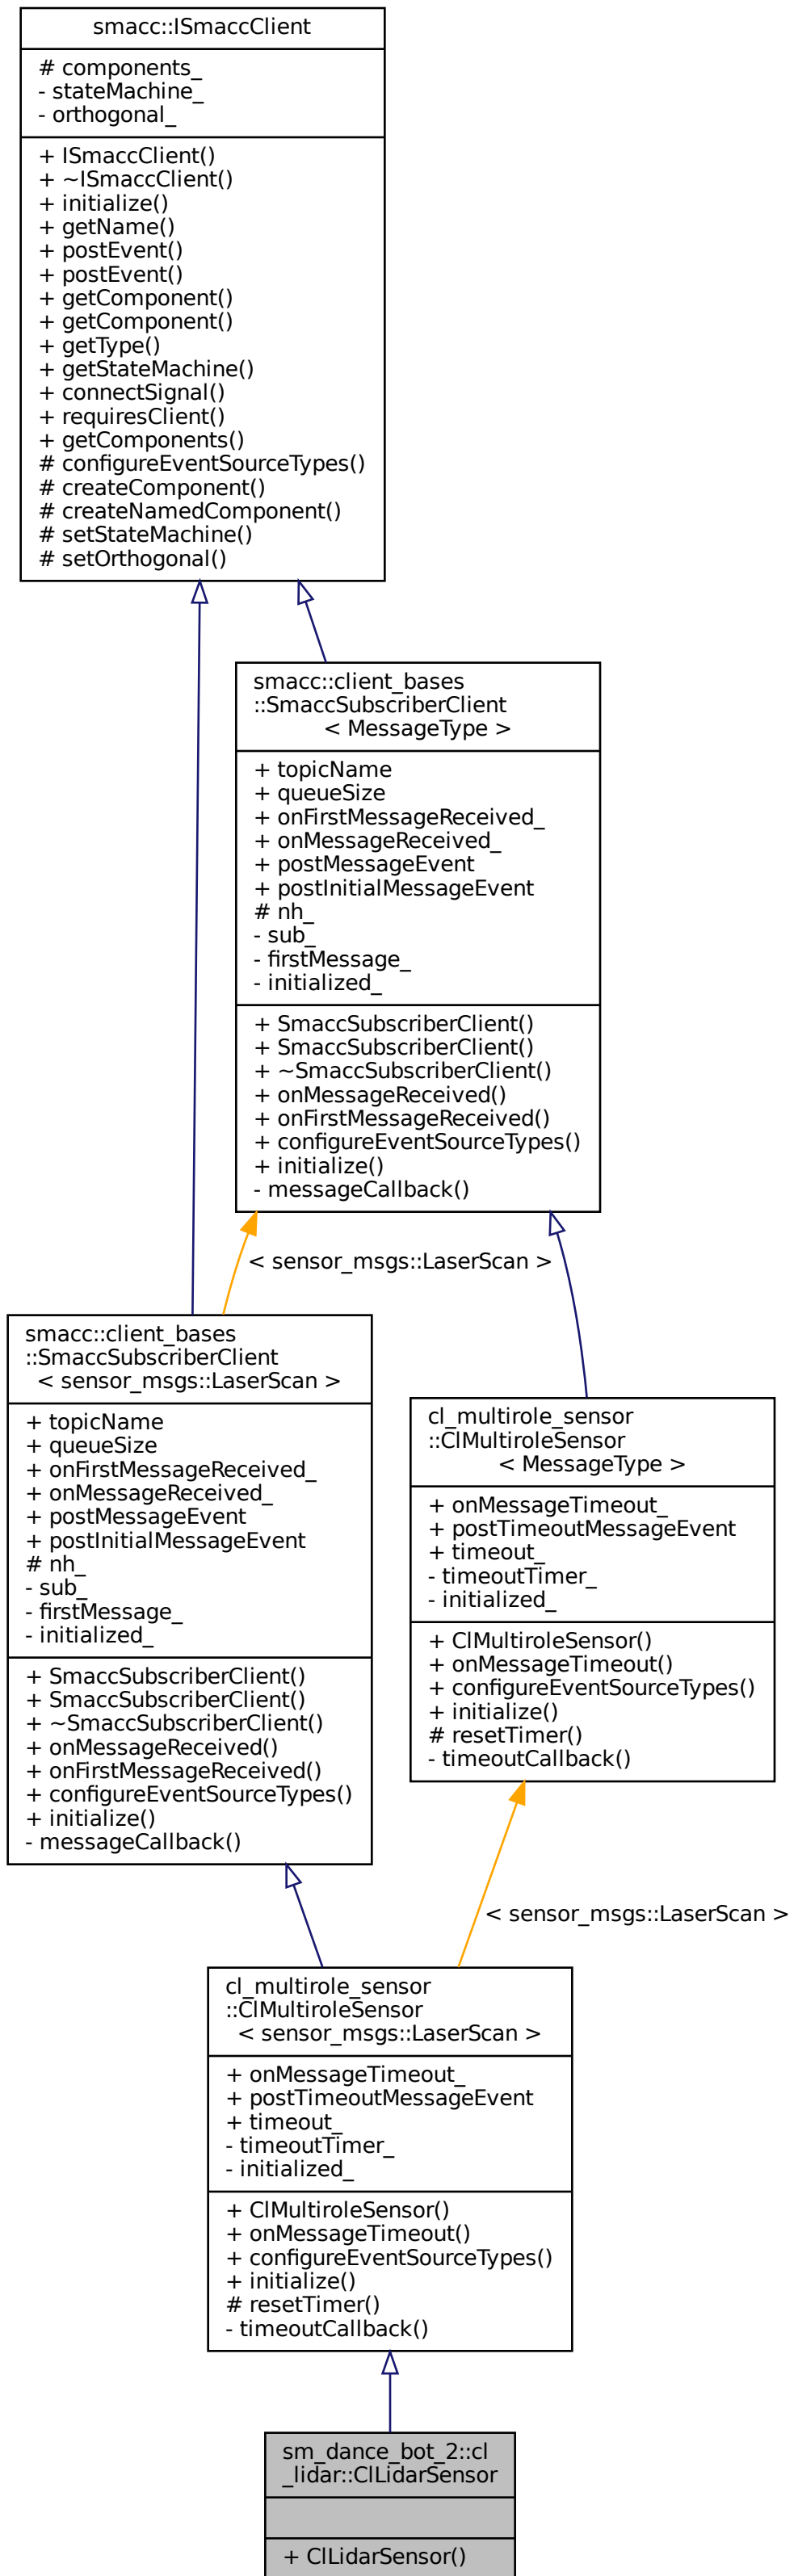 smacc::ISmaccClient
# components_
- stateMachine_
- orthogonal_
+ ISmaccClient()
+ ~ISmaccClient()
+ initialize()
+ getName()
+ postEvent()
+ postEvent()
+ getComponent()
+ getComponent()
+ getType()
+ getStateMachine()
+ connectSignal()
+ requiresClient()
+ getComponents()
# configureEventSourceTypes()
# createComponent()
# createNamedComponent()
# setStateMachine()
# setOrthogonal()
smacc::client_bases
::SmaccSubscriberClient
< MessageType >
+ topicName
+ queueSize
+ onFirstMessageReceived_
+ onMessageReceived_
+ postMessageEvent
+ postInitialMessageEvent
# nh_
- sub_
- firstMessage_
- initialized_
+ SmaccSubscriberClient()
+ SmaccSubscriberClient()
+ ~SmaccSubscriberClient()
+ onMessageReceived()
+ onFirstMessageReceived()
+ configureEventSourceTypes()
+ initialize()
- messageCallback()
< sensor_msgs::LaserScan >
smacc::client_bases
::SmaccSubscriberClient
< sensor_msgs::LaserScan >
+ topicName
+ queueSize
+ onFirstMessageReceived_
+ onMessageReceived_
+ postMessageEvent
+ postInitialMessageEvent
# nh_
- sub_
- firstMessage_
- initialized_
+ SmaccSubscriberClient()
+ SmaccSubscriberClient()
+ ~SmaccSubscriberClient()
+ onMessageReceived()
+ onFirstMessageReceived()
+ configureEventSourceTypes()
+ initialize()
- messageCallback()
cl_multirole_sensor
::ClMultiroleSensor
< MessageType >
+ onMessageTimeout_
+ postTimeoutMessageEvent
+ timeout_
- timeoutTimer_
- initialized_
+ ClMultiroleSensor()
+ onMessageTimeout()
+ configureEventSourceTypes()
+ initialize()
# resetTimer()
- timeoutCallback()
< sensor_msgs::LaserScan >
cl_multirole_sensor
::ClMultiroleSensor
< sensor_msgs::LaserScan >
+ onMessageTimeout_
+ postTimeoutMessageEvent
+ timeout_
- timeoutTimer_
- initialized_
+ ClMultiroleSensor()
+ onMessageTimeout()
+ configureEventSourceTypes()
+ initialize()
# resetTimer()
- timeoutCallback()
sm_dance_bot_2::cl
_lidar::ClLidarSensor
+ ClLidarSensor()